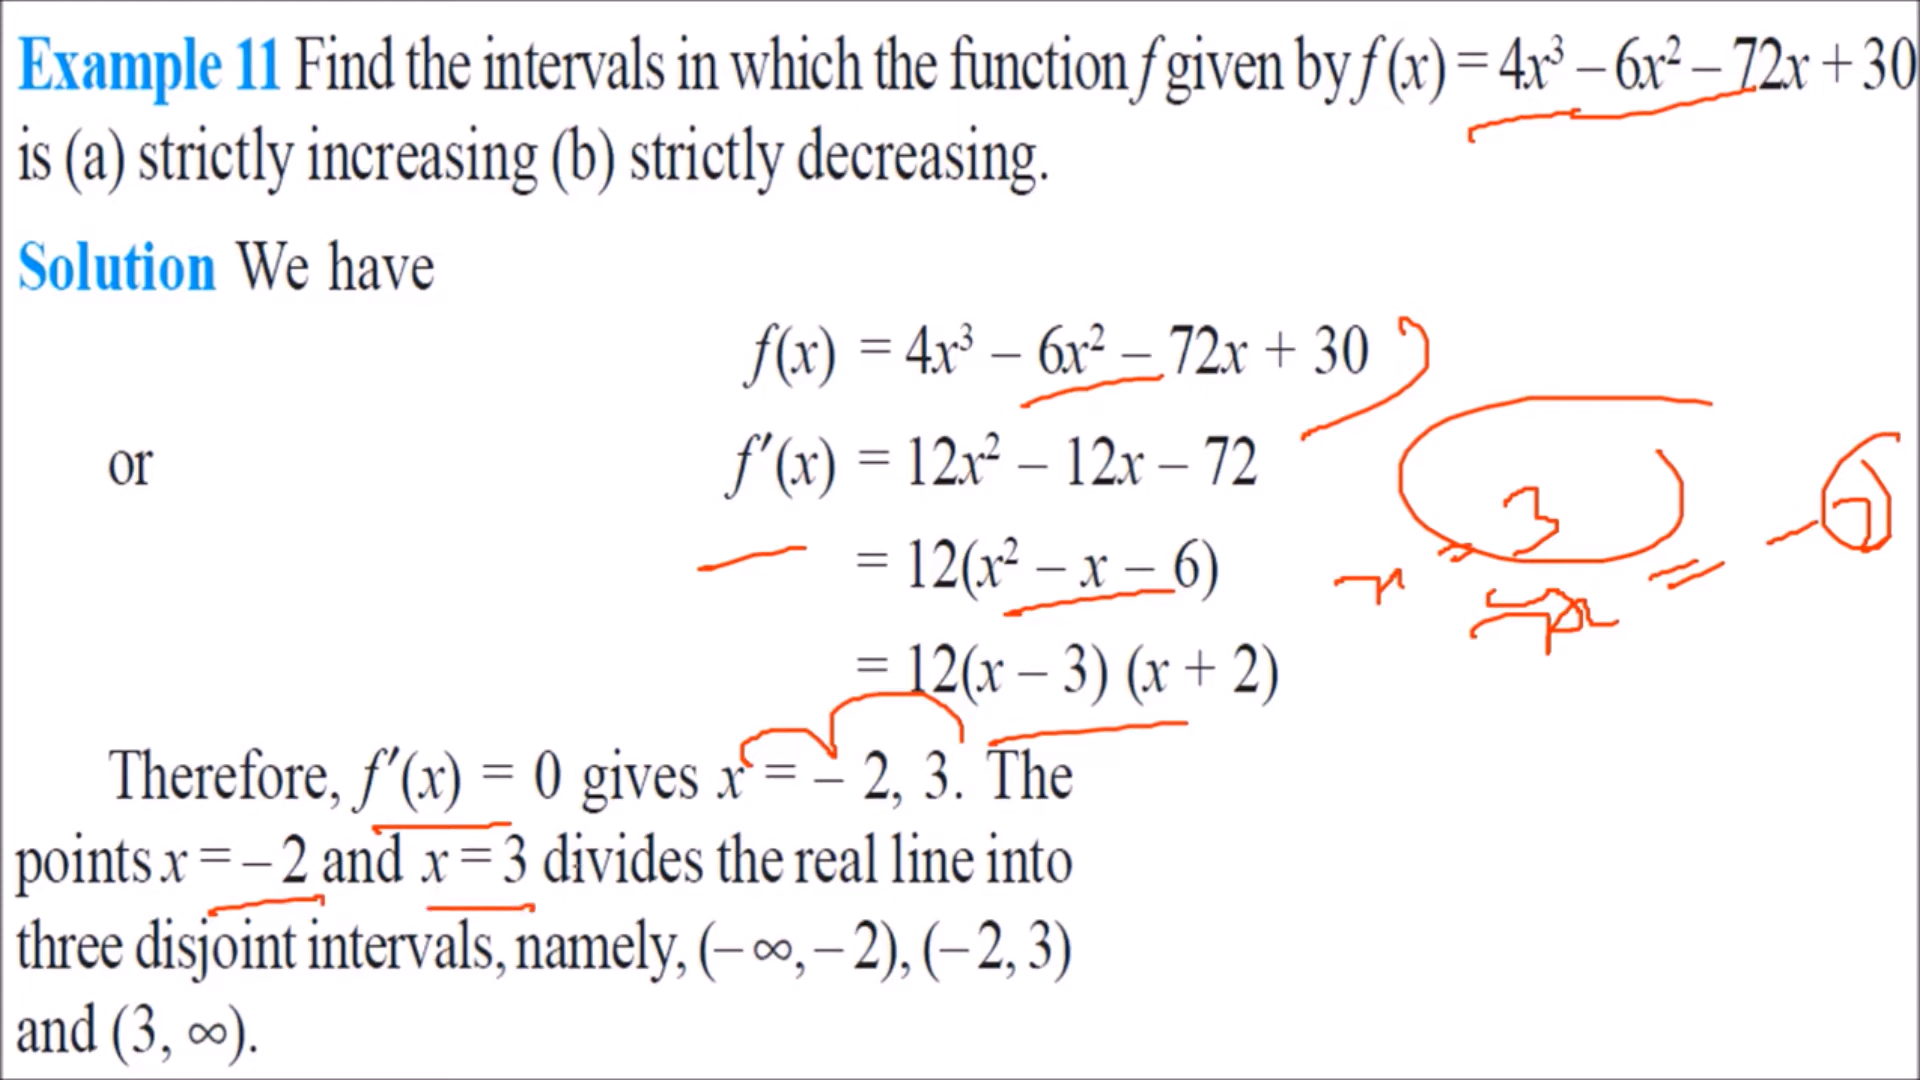 Example 11 Find the intervals in which the function f given by f (x) = 4x³ – 6x² – 72x + 30
is (a) strictly increasing (b) strictly decreasing.
Solution We have
f(x) = 4x³ – 6x² – 72x + 30
or f′(x) = 12x² – 12x – 72
= 12(x² – x – 6)
= 12(x – 3) (x + 2)
Therefore, f′(x) = 0 gives x = – 2, 3. The
points x = – 2 and x = 3 divides the real line into
three disjoint intervals, namely, (– ∞, – 2), (– 2, 3)
and (3, ∞).
3